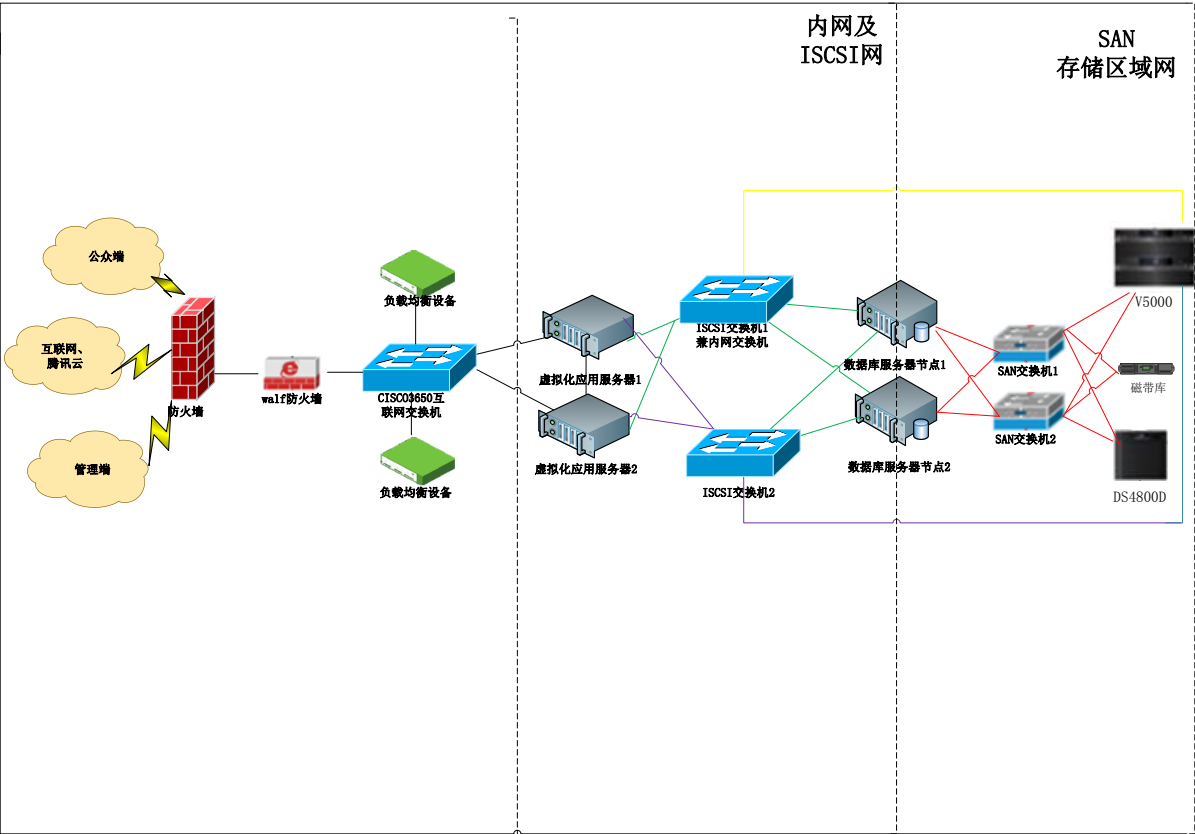 内网及
ISCSI网
SAN
存储区域网
公众端
互联网、
腾讯云
管理端
防火墙
walf防火墙
负载均衡设备
CISCO3650互
联网交换机
负载均衡设备
虚拟化应用服务器1
虚拟化应用服务器2
ISCSI交换机1
兼内网交换机
ISCSI交换机2
数据库服务器节点1
数据库服务器节点2
SAN交换机1
SAN交换机2
V5000
磁带库
DS4800D